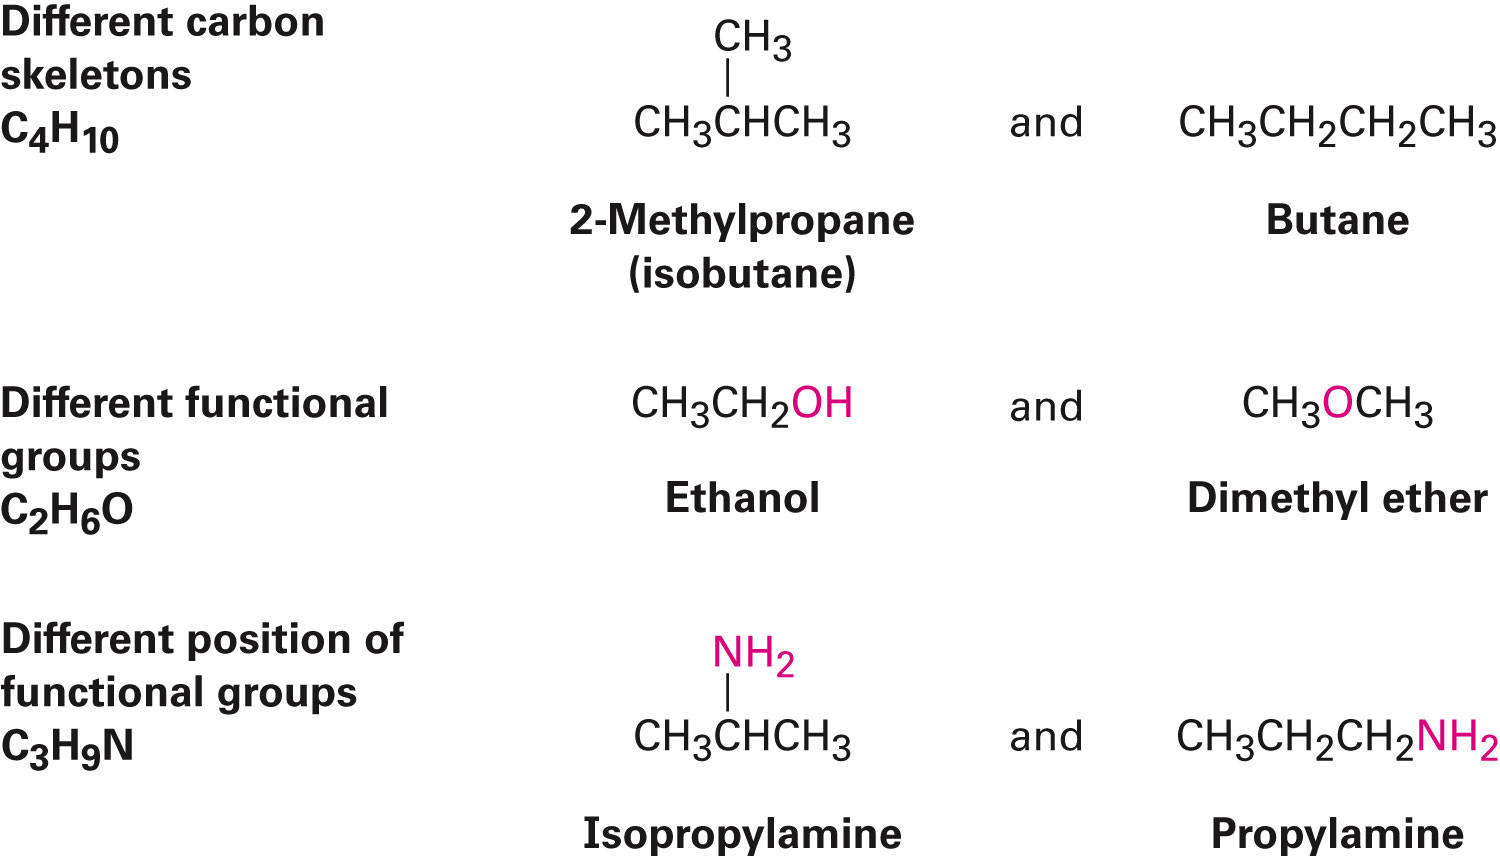 Different carbon
skeletons
C₄H₁₀
CH₃
CH₃CHCH₃ and CH₃CH₂CH₂CH₃
2-Methylpropane
(isobutane)
Butane
Different functional
groups
C₂H₆O
CH₃CH₂OH and CH₃OCH₃
Ethanol Dimethyl ether
Different position of
functional groups
C₃H₉N
NH₂
CH₃CHCH₃ and CH₃CH₂CH₂NH₂
Isopropylamine Propylamine